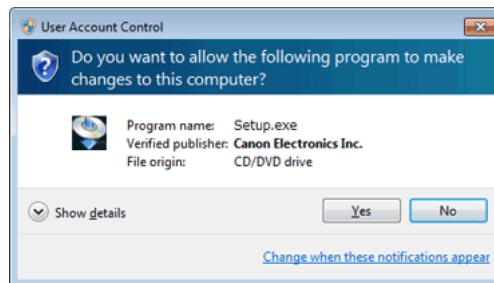 User Account Control
Do you want to allow the following program to make
changes to this computer?
Program name: Setup.exe
Verified publisher: Canon Electronics Inc.
File origin: CD/DVD drive
Show details
Yes
No
Change when these notifications appear